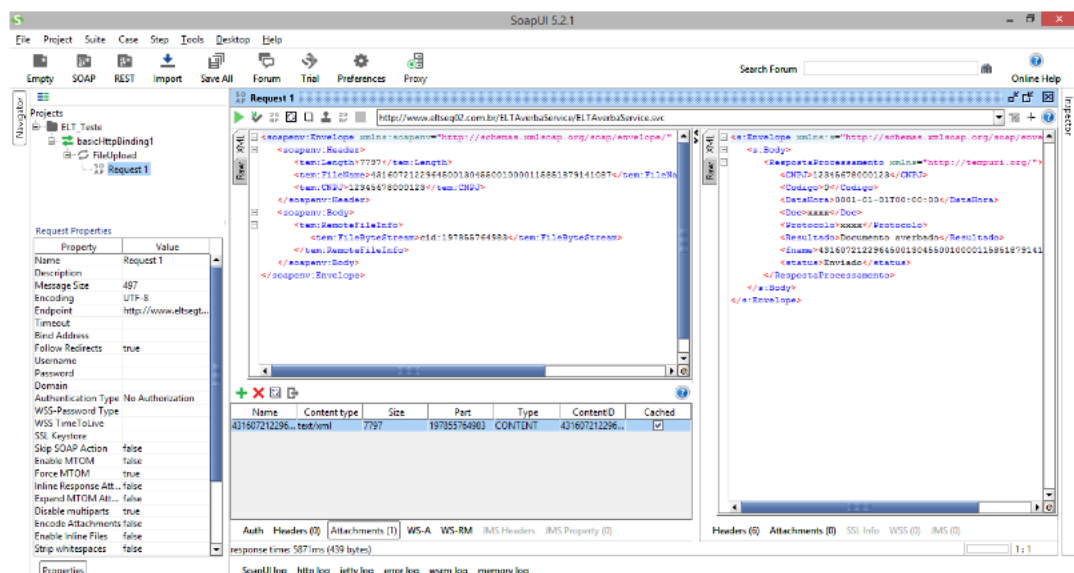 SoapUI 5.2.1
File Project Suite Case Step Tools Desktop Help
Empty SOAP REST Import Save All Forum Trial Preferences Proxy
Search Forum
Online Help
Navigator
Projects
ELT_Teste
basicHttpBinding1
FileUpload
Request 1
Request Properties
Property Value
Name Request 1
Description
Message Size 497
Encoding UTF-8
Endpoint http://www.eltsegt...
Timeout
Bind Address
Follow Redirects true
Username
Password
Domain
Authentication Type No Authorization
WSS-Password Type
WSS TimeToLive
SSL Keystore
Skip SOAP Action false
Enable MTOM false
Force MTOM true
Inline Response Att... false
Expand MTOM Att... false
Disable multiparts true
Encode Attachments false
Enable Inline Files false
Strip whitespaces false
Properties
Request 1
http://www.eltseg02.com.br/ELTAverbaService/ELTAverbaService.svc
XML
Raw
<soapenv:Envelope xmlns:soapenv="http://schemas.xmlsoap.org/soap/envelope/"
<soapenv:Header>
<tem:Length>7797</tem:Length>
<tem:CNPJ>12345678000123</tem:CNPJ>
</soapenv:Header>
<soapenv:Body>
<tem:RemoteFileInfo>
<tem:FileByteStream>cid:197855764983</tem:FileByteStream>
</tem:RemoteFileInfo>
</soapenv:Body>
</soapenv:Envelope>
Name Content type Size Part Type ContentID Cached
431607212296... text/xml 7797 197855764983 CONTENT 431607212296...
Auth Headers (0) Attachments (1) WS-A WS-RM JMS Headers JMS Property (0)
response time: 5871ms (439 bytes)
XML
Raw
<s:Envelope xmlns:s="http://schemas.xmlsoap.org/soap/enve
<s:Body>
<RespostaProcessamento xmlns="http://tempuri.org/">
<CNPJ>12345678000123</CNPJ>
<Codigo>0</Codigo>
<DataHora>0001-01-01T00:00:00</DataHora>
<Doc>xxxx</Doc>
<Protocolo>xxxx</Protocolo>
<Resultado>Documento averbado</Resultado>
<status>Enviado</status>
</RespostaProcessamento>
</s:Body>
</s:Envelope>
Headers (6) Attachments (0) SSL Info WSS (0) JMS (0)
1:1
Inspector
SoapUI log http log jetty log error log wsrm log memory log